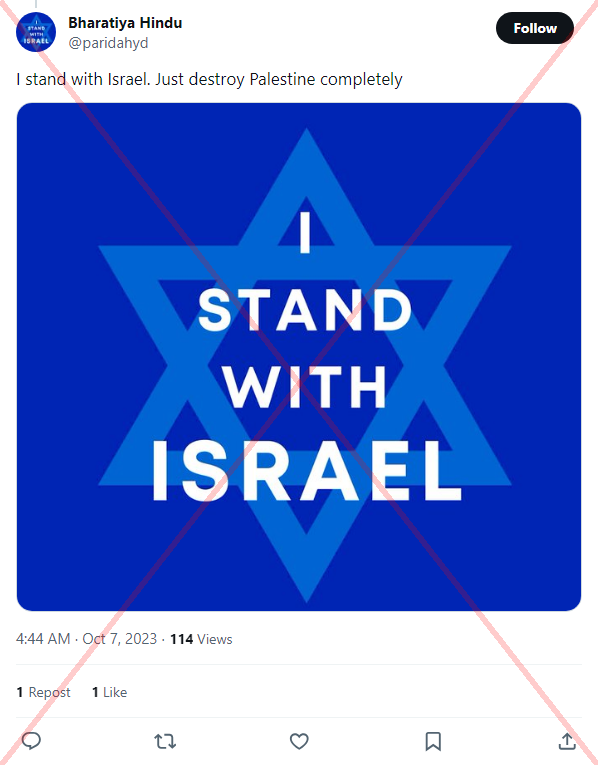 STAND
WITH
ISRAEL
Bharatiya Hindu
@paridahyd
Follow
I stand with Israel. Just destroy Palestine completely
I
STAND
WITH
ISRAEL
4:44 AM · Oct 7, 2023 · 114 Views
1 Repost 1 Like